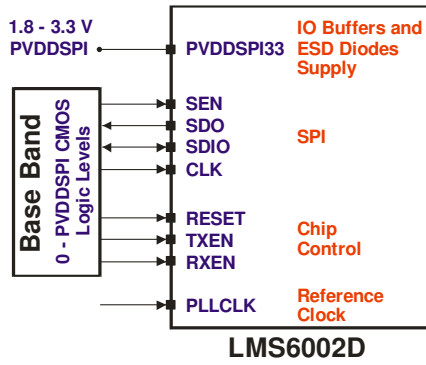 1.8 - 3.3 V
PVDDSPI
PVDDSPI33
IO Buffers and
ESD Diodes
Supply
Base Band
0 - PVDDSPI CMOS
Logic Levels
SEN
SDO
SDIO
CLK
SPI
RESET
TXEN
RXEN
Chip
Control
PLLCLK
Reference
Clock
LMS6002D